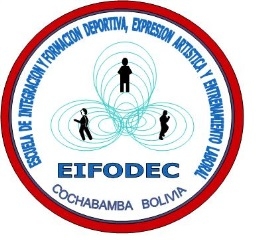 ESCUELA DE INTEGRACION Y FORMACION DEPORTIVA, EXPRESION ARTISTICA Y ENTRENAMIENTO LABORAL
EIFODEC
COCHABAMBA BOLIVIA